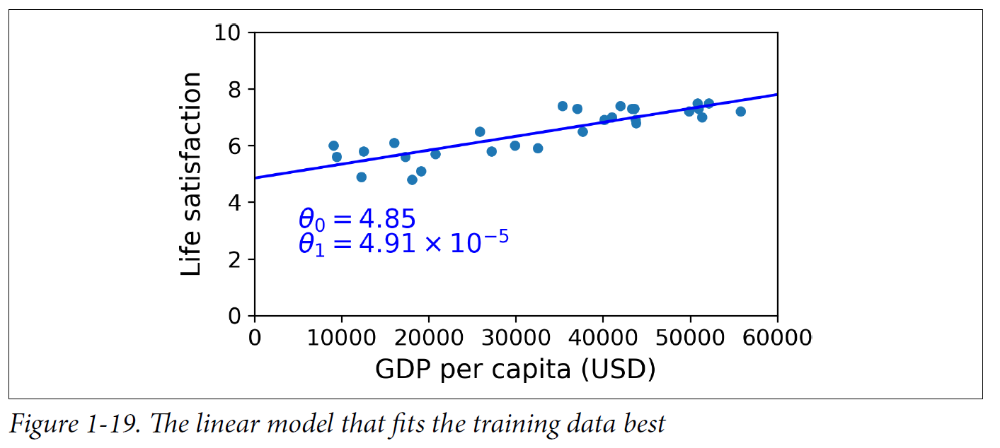 10
8
6
4
2
0
Life satisfaction
θ₀ = 4.85
θ₁ = 4.91 × 10⁻⁵
0 10000 20000 30000 40000 50000 60000
GDP per capita (USD)
Figure 1-19. The linear model that fits the training data best